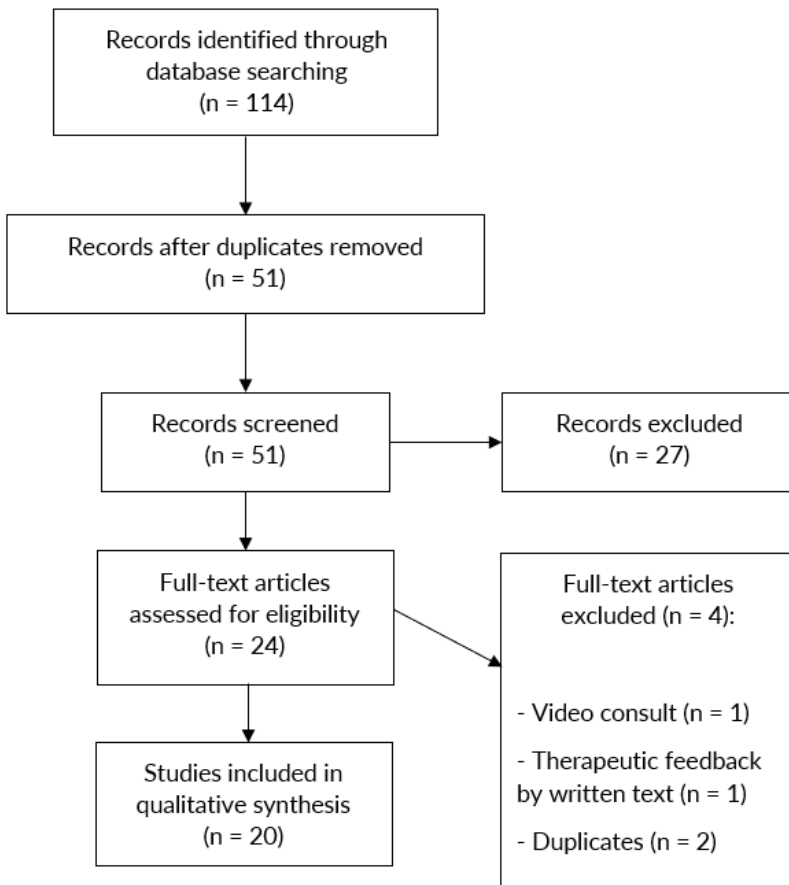 Records identified through
database searching
(n = 114)
Records after duplicates removed
(n = 51)
Records screened
(n = 51)
Records excluded
(n = 27)
Full-text articles
assessed for eligibility
(n = 24)
Full-text articles
excluded (n = 4):
- Video consult (n = 1)
- Therapeutic feedback
by written text (n = 1)
- Duplicates (n = 2)
Studies included in
qualitative synthesis
(n = 20)